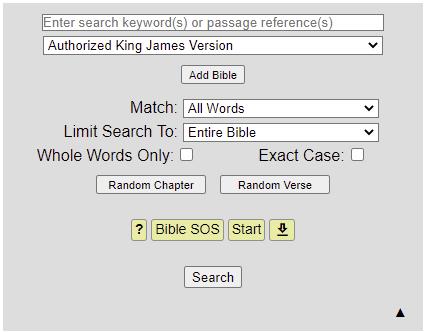 Enter search keyword(s) or passage reference(s)
Authorized King James Version
Add Bible
Match: All Words
Limit Search To: Entire Bible
Whole Words Only: Exact Case:
Random Chapter Random Verse
? Bible SOS Start
Search